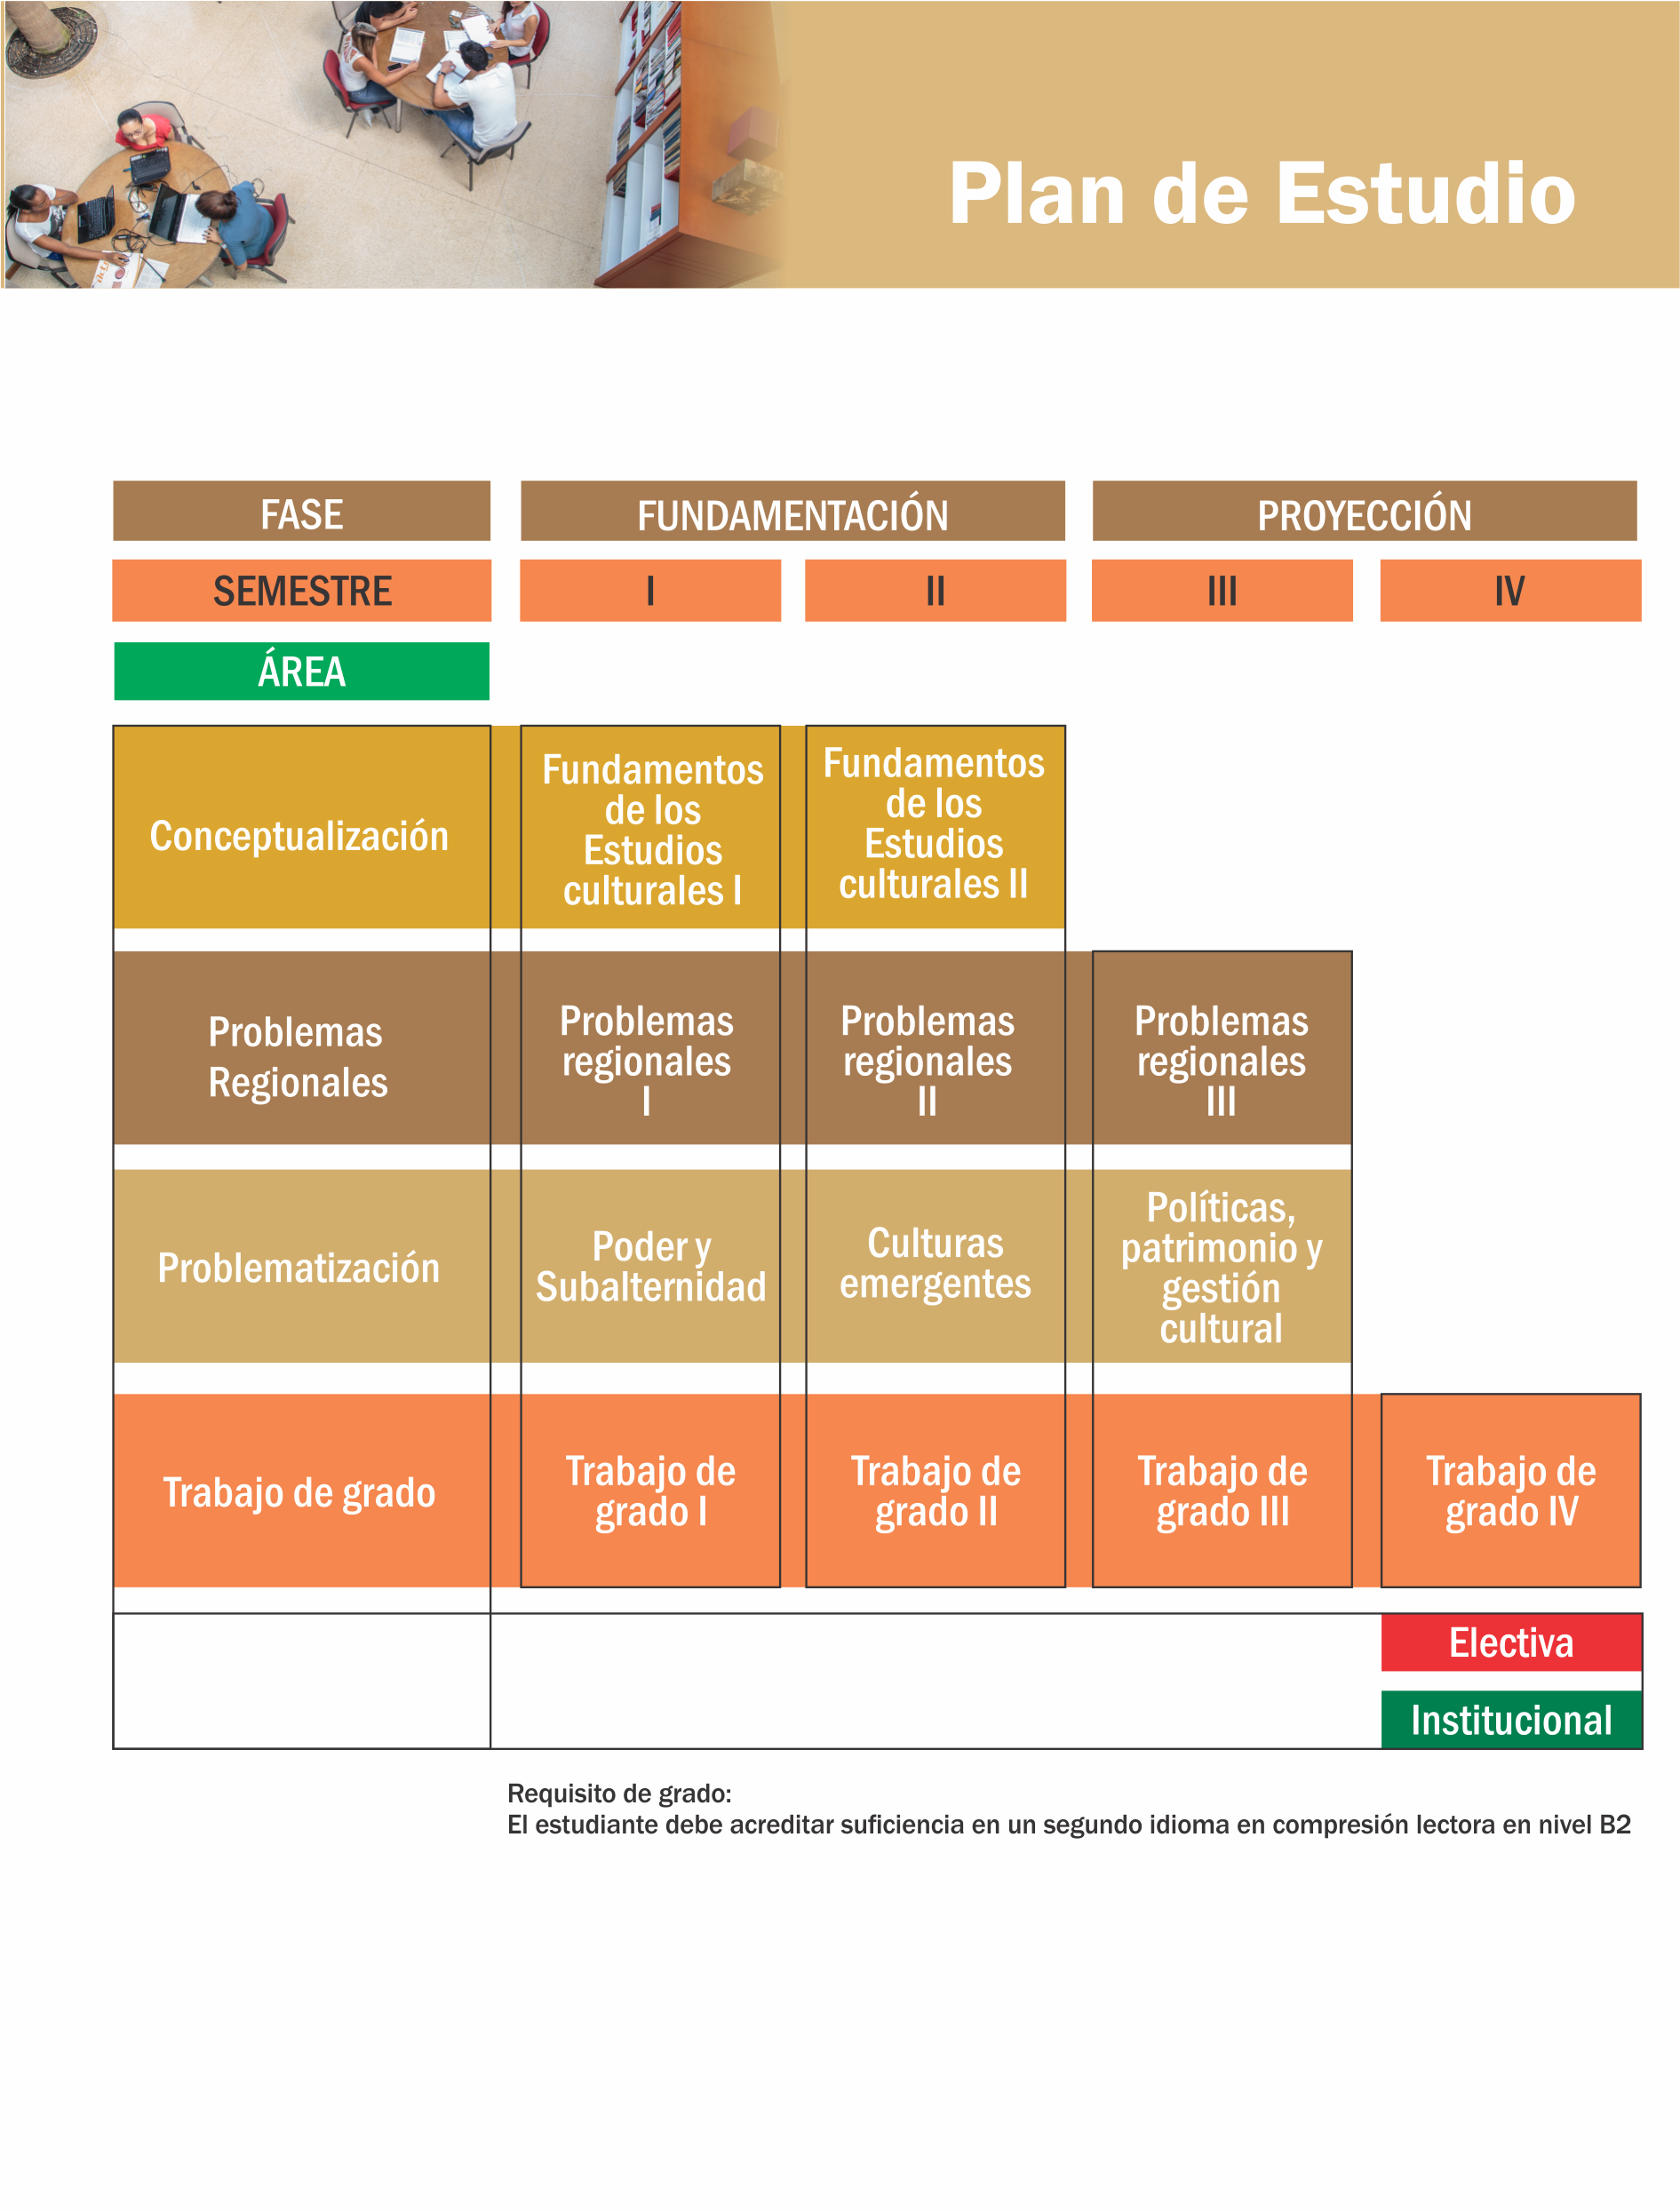 Plan de Estudio
FASE
FUNDAMENTACIÓN
PROYECCIÓN
SEMESTRE
I
II
III
IV
ÁREA
Conceptualización
Fundamentos
de los
Estudios
culturales I
Fundamentos
de los
Estudios
culturales II
Problemas
Regionales
Problemas
regionales
I
Problemas
regionales
II
Problemas
regionales
III
Problematización
Poder y
Subalternidad
Culturas
emergentes
Políticas,
patrimonio y
gestión
cultural
Trabajo de grado
Trabajo de
grado I
Trabajo de
grado II
Trabajo de
grado III
Trabajo de
grado IV
Electiva
Institucional
Requisito de grado:
El estudiante debe acreditar suficiencia en un segundo idioma en compresión lectora en nivel B2